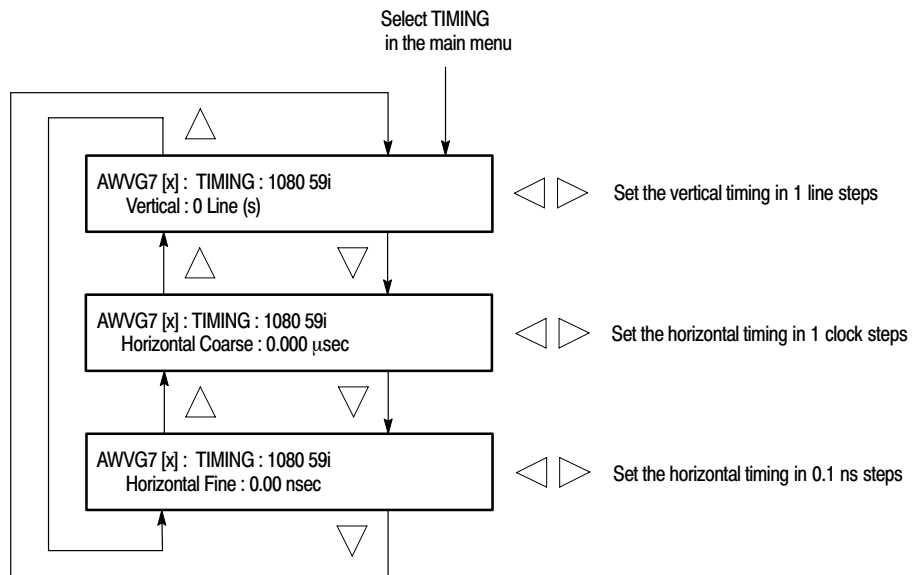 Select TIMING
in the main menu
AWVG7 [x] : TIMING : 1080 59i
Vertical : 0 Line (s)
Set the vertical timing in 1 line steps
AWVG7 [x] : TIMING : 1080 59i
Horizontal Coarse : 0.000 μsec
Set the horizontal timing in 1 clock steps
AWVG7 [x] : TIMING : 1080 59i
Horizontal Fine : 0.00 nsec
Set the horizontal timing in 0.1 ns steps